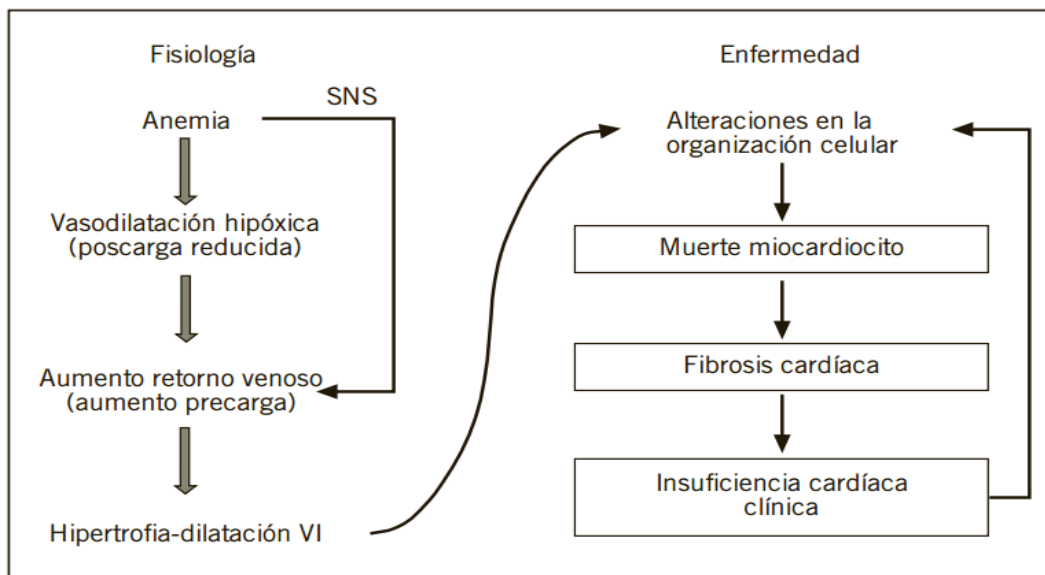 Fisiología
SNS
Anemia
Vasodilatación hipóxica
(poscarga reducida)
Aumento retorno venoso
(aumento precarga)
Hipertrofia-dilatación VI
Enfermedad
Alteraciones en la
organización celular
Muerte miocardiocito
Fibrosis cardíaca
Insuficiencia cardíaca
clínica